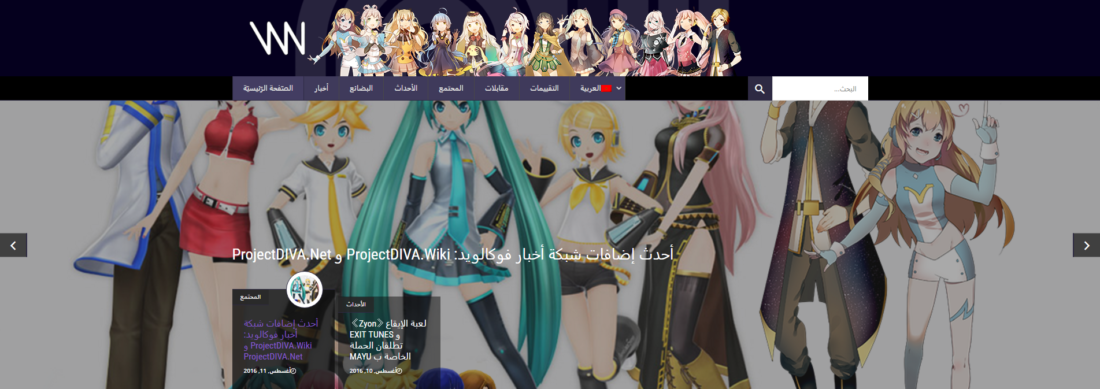 VNN
الصفحة الرئيسية
أخبار
البضائع
الأحداث
المجتمع
مقابلات
التقييمات
العربية
البحث...
أحدث إضافات شبكة أخبار فوكالويد: ProjectDIVA.Wiki و ProjectDIVA.Net
المجتمع
أحدث إضافات شبكة
أخبار فوكالويد:
ProjectDIVA.Wiki و
ProjectDIVA.Net
أغسطس 11, 2016
الأحداث
لعبة الإيقاع 《Zyon》
و EXIT TUNES
تطلقان الحملة
الخاصة ب MAYU
أغسطس 10, 2016